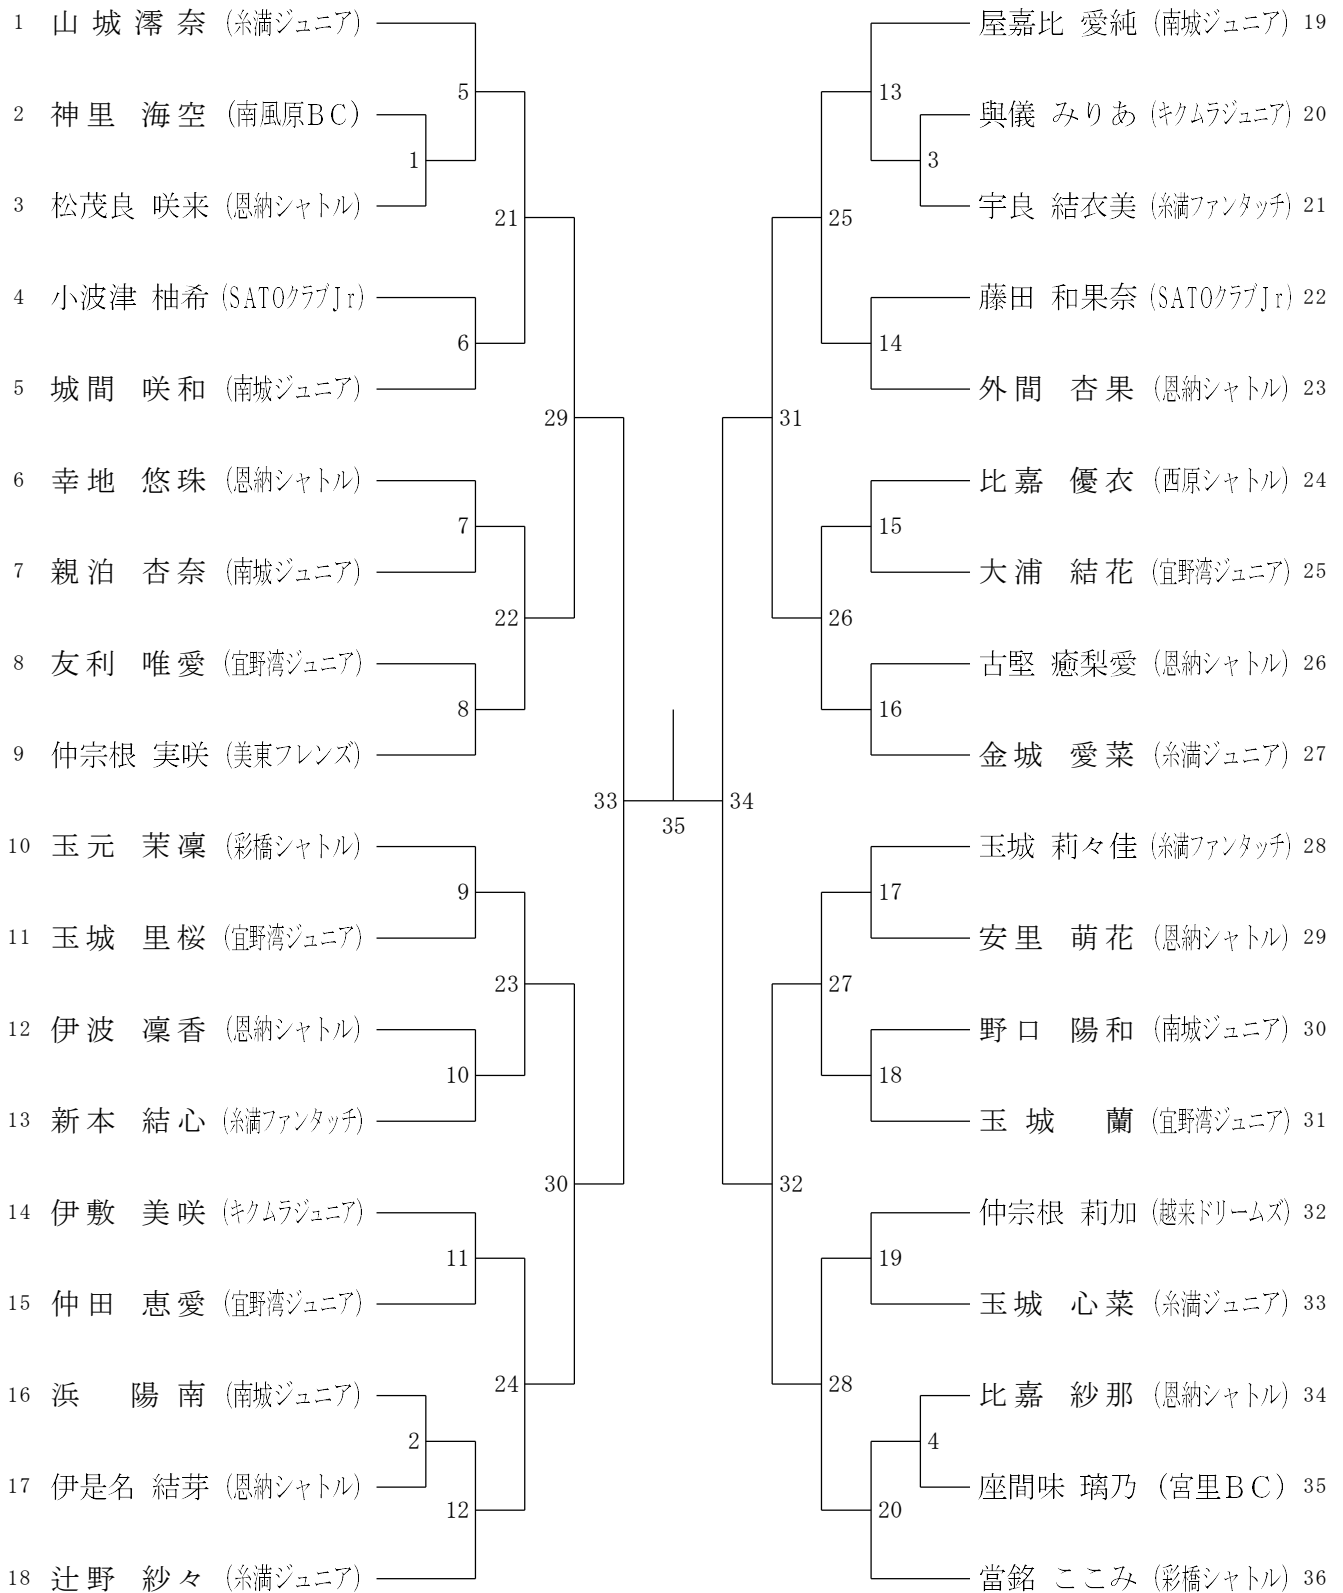 1 山城 澪奈 (糸満ジュニア)
2 神里 海空 (南風原BC)
3 松茂良 咲来 (恩納シャトル)
4 小波津 柚希 (SATOクラブJr)
5 城間 咲和 (南城ジュニア)
6 幸地 悠珠 (恩納シャトル)
7 親泊 杏奈 (南城ジュニア)
8 友利 唯愛 (宜野湾ジュニア)
9 仲宗根 実咲 (美東フレンズ)
10 玉元 茉凜 (彩橋シャトル)
11 玉城 里桜 (宜野湾ジュニア)
12 伊波 凜香 (恩納シャトル)
13 新本 結心 (糸満ファンタッチ)
14 伊敷 美咲 (キクムラジュニア)
15 仲田 恵愛 (宜野湾ジュニア)
16 浜 陽南 (南城ジュニア)
17 伊是名 結芽 (恩納シャトル)
18 辻野 紗々 (糸満ジュニア)
1
2
5
6
7
8
9
10
11
12
21
22
23
24
29
30
33
35
34
31
32
25
26
27
28
13
14
15
16
17
18
19
20
3
4
屋嘉比 愛純 (南城ジュニア) 19
與儀 みりあ (キクムラジュニア) 20
宇良 結衣美 (糸満ファンタッチ) 21
藤田 和果奈 (SATOクラブJr) 22
外間 杏果 (恩納シャトル) 23
比嘉 優衣 (西原シャトル) 24
大浦 結花 (宜野湾ジュニア) 25
古堅 癒梨愛 (恩納シャトル) 26
金城 愛菜 (糸満ジュニア) 27
玉城 莉々佳 (糸満ファンタッチ) 28
安里 萌花 (恩納シャトル) 29
野口 陽和 (南城ジュニア) 30
玉城 蘭 (宜野湾ジュニア) 31
仲宗根 莉加 (越来ドリームズ) 32
玉城 心菜 (糸満ジュニア) 33
比嘉 紗那 (恩納シャトル) 34
座間味 璃乃 (宮里BC) 35
當銘 ここみ (彩橋シャトル) 36